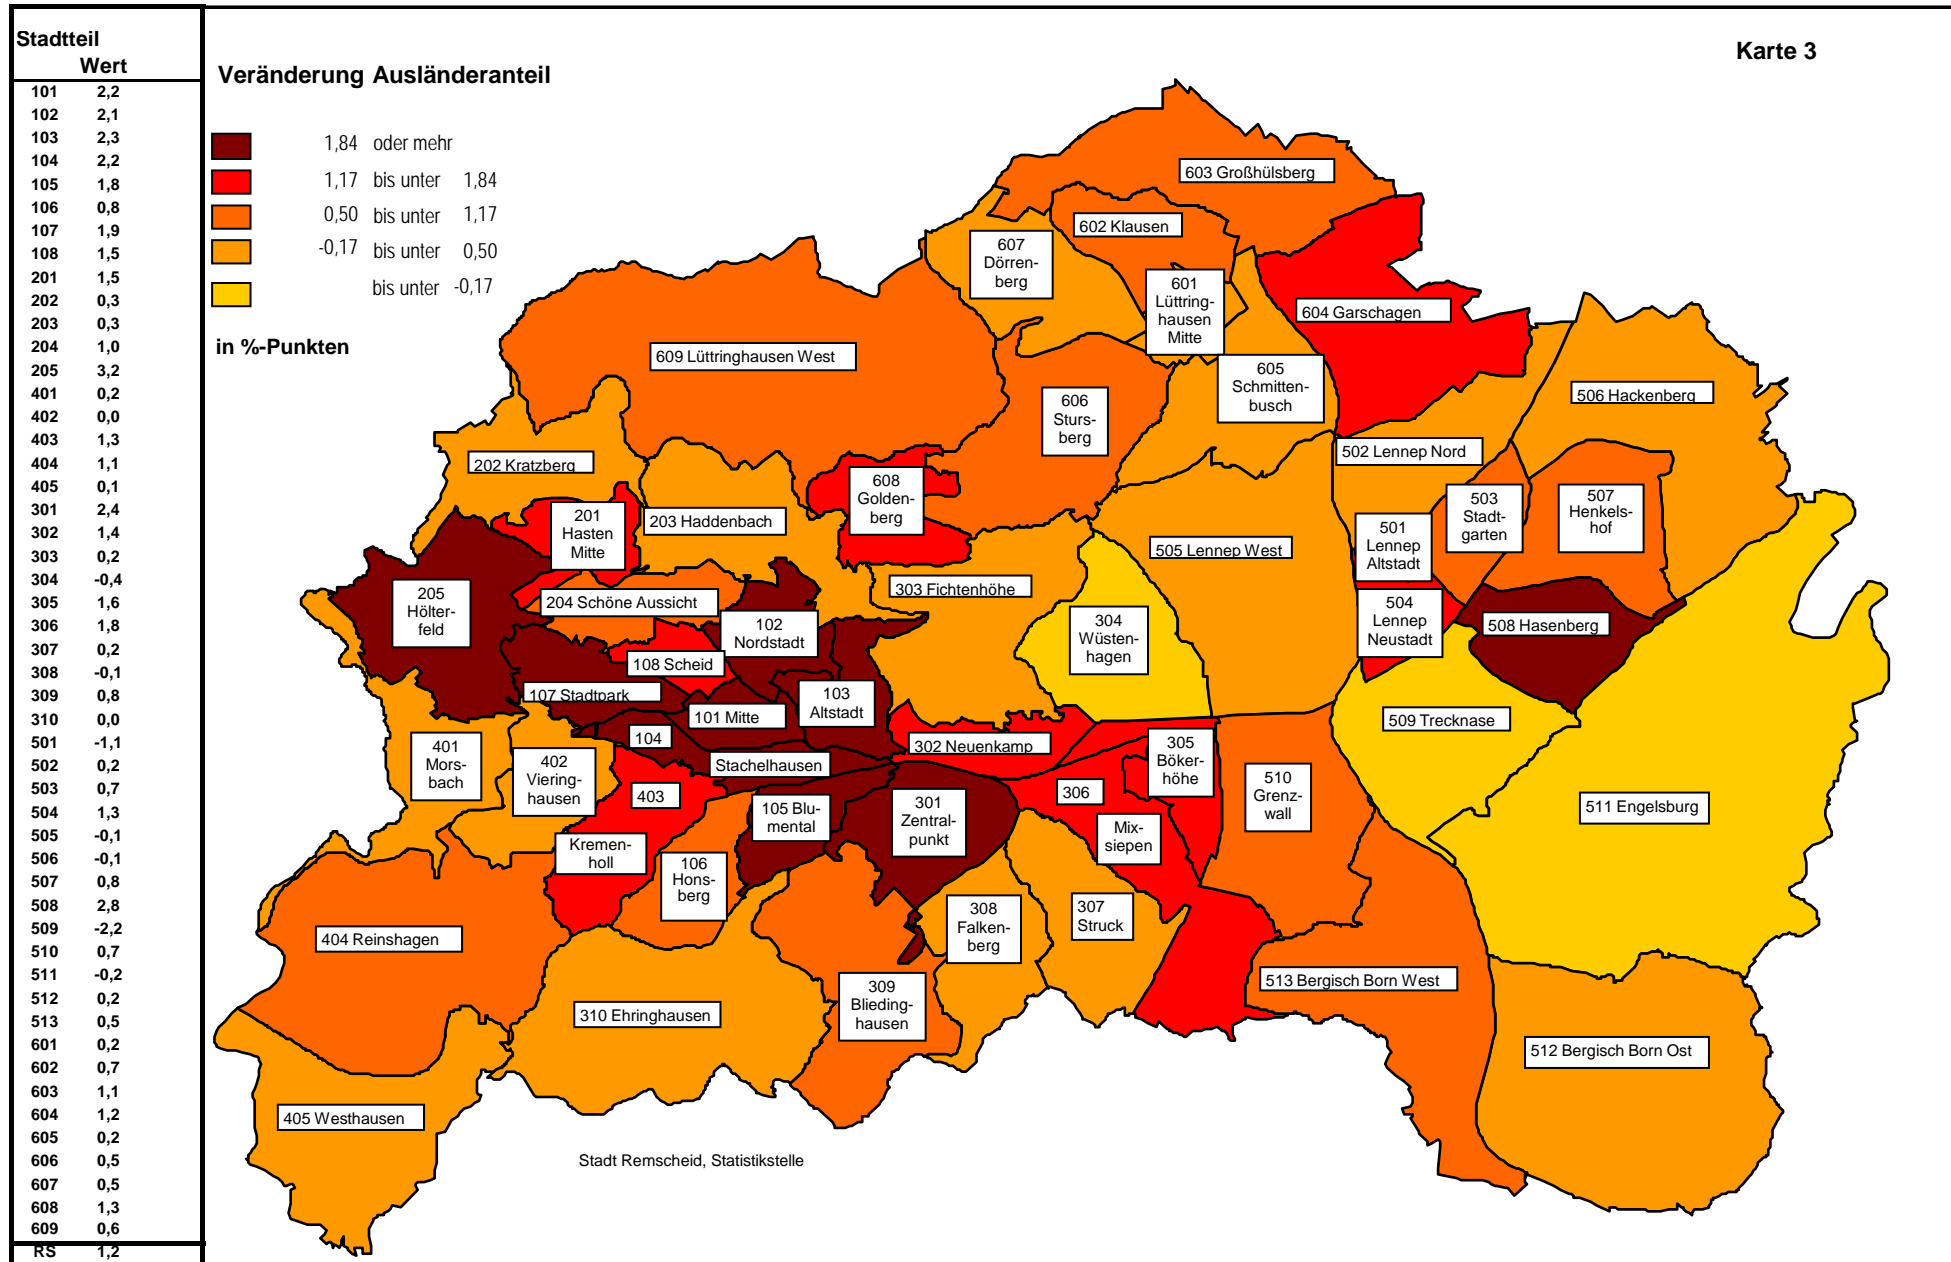 Stadtteil
Wert
101 2,2
102 2,1
103 2,3
104 2,2
105 1,8
106 0,8
107 1,9
108 1,5
201 1,5
202 0,3
203 0,3
204 1,0
205 3,2
401 0,2
402 0,0
403 1,3
404 1,1
405 0,1
301 2,4
302 1,4
303 0,2
304 -0,4
305 1,6
306 1,8
307 0,2
308 -0,1
309 0,8
310 0,0
501 -1,1
502 0,2
503 0,7
504 1,3
505 -0,1
506 -0,1
507 0,8
508 2,8
509 -2,2
510 0,7
511 -0,2
512 0,2
513 0,5
601 0,2
602 0,7
603 1,1
604 1,2
605 0,2
606 0,5
607 0,5
608 1,3
609 0,6
RS 1,2
Karte 3
Veränderung Ausländeranteil
1,84 oder mehr
1,17 bis unter 1,84
0,50 bis unter 1,17
-0,17 bis unter 0,50
bis unter -0,17
in %-Punkten
603 Großhülsberg
602 Klausen
607
Dörren-
berg
601
Lüttring-
hausen
Mitte
604 Garschagen
609 Lüttringhausen West
605
Schmitten-
busch
606
Sturs-
berg
506 Hackenberg
502 Lennep Nord
202 Kratzberg
608
Golden-
berg
503
Stadt-
garten
507
Henkels-
hof
201
Hasten
Mitte
203 Haddenbach
501
Lennep
Altstadt
505 Lennep West
205
Hölter-
feld
204 Schöne Aussicht
303 Fichtenhöhe
304
Wüsten-
hagen
504
Lennep
Neustadt
508 Hasenberg
102
Nordstadt
108 Scheid
107 Stadtpark
103
Altstadt
101 Mitte
509 Trecknase
104
302 Neuenkamp
305
Böker-
höhe
401
Mors-
bach
402
Viering-
hausen
Stachelhausen
510
Grenz-
wall
403
105 Blu-
mental
301
Zentral-
punkt
306
511 Engelsburg
Mix-
siepen
Kremen-
holl
106
Hons-
berg
308
Falken-
berg
307
Struck
404 Reinshagen
513 Bergisch Born West
309
Blieding-
hausen
310 Ehringhausen
512 Bergisch Born Ost
405 Westhausen
Stadt Remscheid, Statistikstelle